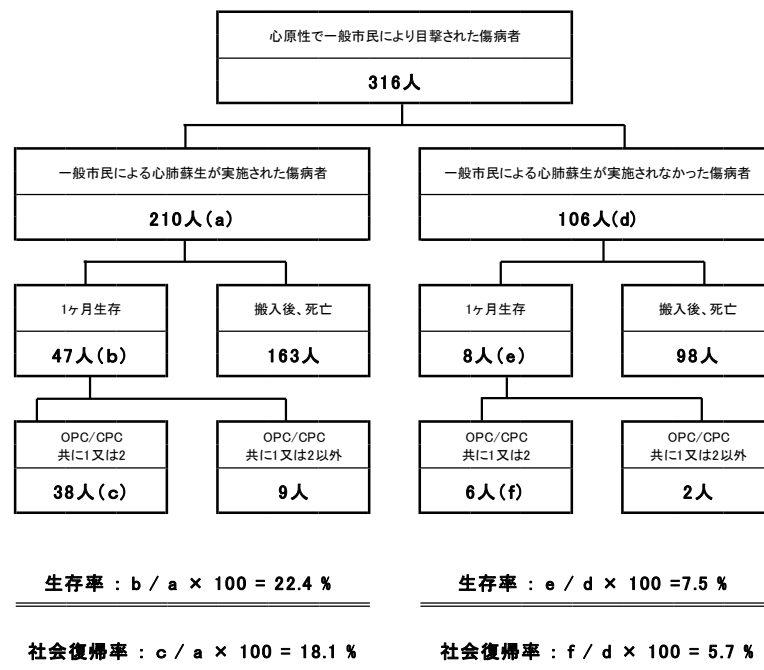 心原性で一般市民により目撃された傷病者
316人
一般市民による心肺蘇生が実施された傷病者
210人(a)
一般市民による心肺蘇生が実施されなかった傷病者
106人(d)
1ヶ月生存
47人(b)
搬入後、死亡
163人
1ヶ月生存
8人(e)
搬入後、死亡
98人
OPC/CPC
共に1又は2
38人(c)
OPC/CPC
共に1又は2以外
9人
OPC/CPC
共に1又は2
6人(f)
OPC/CPC
共に1又は2以外
2人
生存率 : b / a × 100 = 22.4 %
生存率 : e / d × 100 =7.5 %
社会復帰率 : c / a × 100 = 18.1 %
社会復帰率 : f / d × 100 = 5.7 %